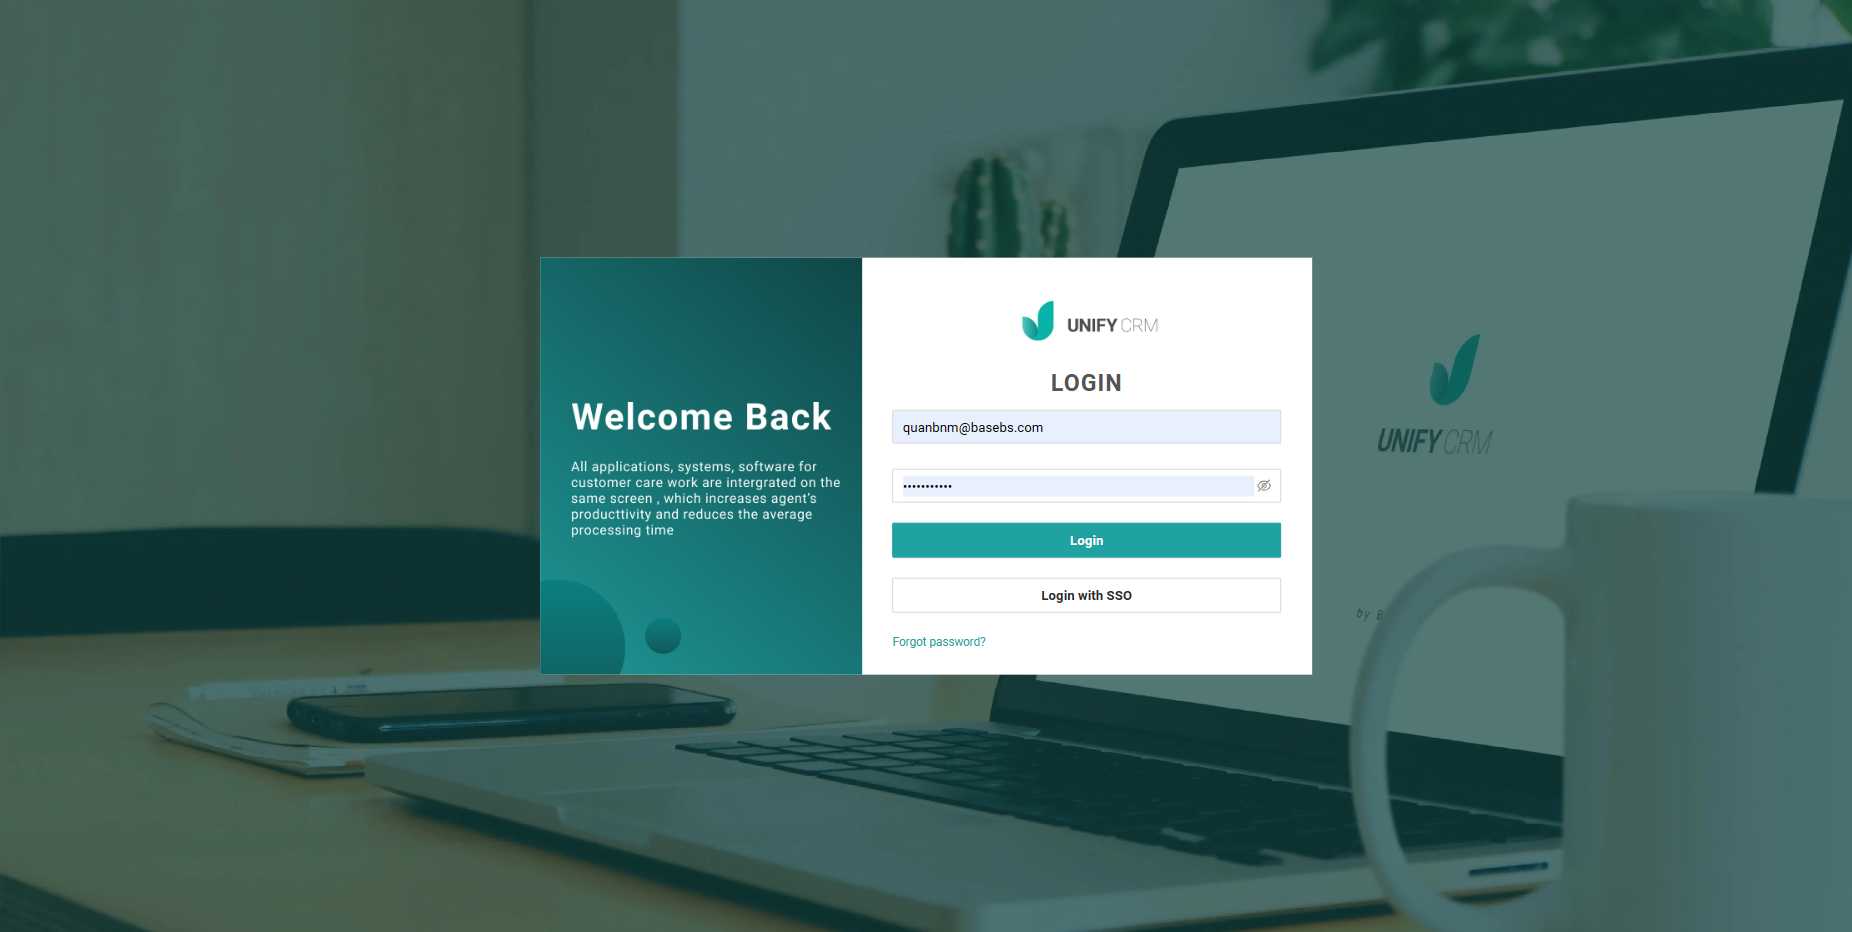 Welcome Back
All applications, systems, software for
customer care work are intergrated on the
same screen , which increases agent's
producttivity and reduces the average
processing time
UNIFY CRM
LOGIN
quanbnm@basebs.com
•••••••••••
Login
Login with SSO
Forgot password?
UNIFY CRM
by